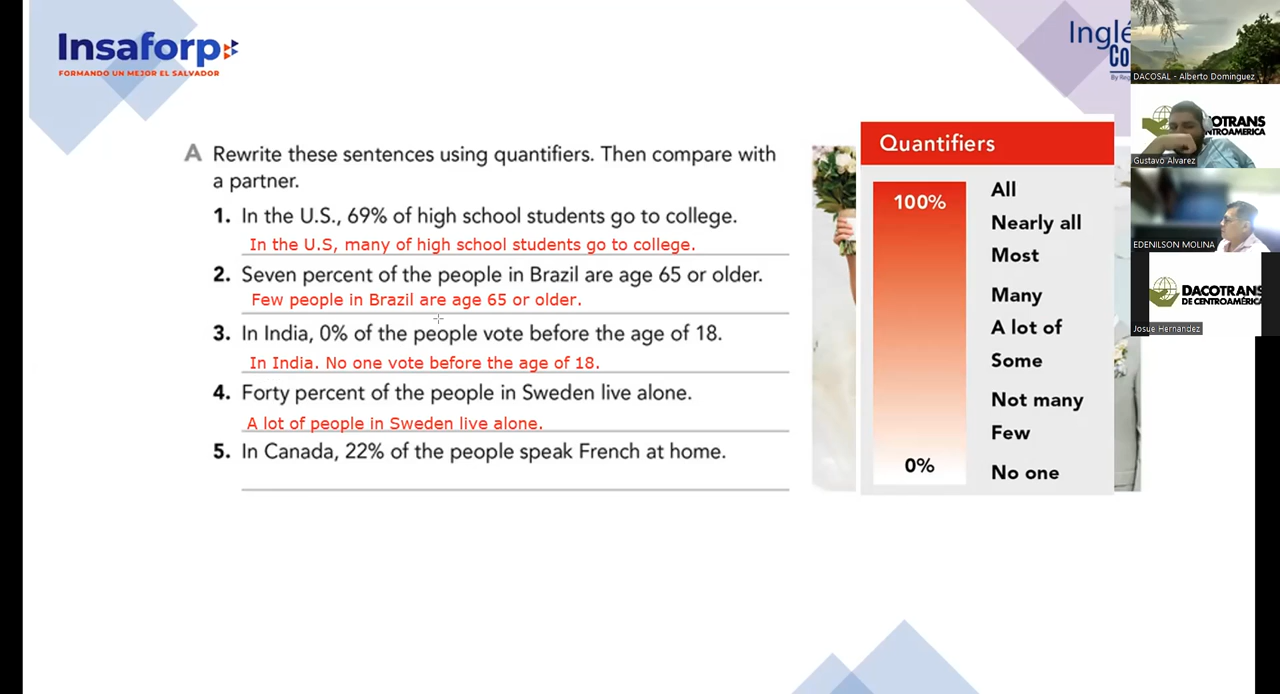 Insaforp
FORMANDO UN MEJOR EL SALVADOR
A Rewrite these sentences using quantifiers. Then compare with
a partner.
1. In the U.S., 69% of high school students go to college.
In the U.S, many of high school students go to college.
2. Seven percent of the people in Brazil are age 65 or older.
Few people in Brazil are age 65 or older.
3. In India, 0% of the people vote before the age of 18.
In India. No one vote before the age of 18.
4. Forty percent of the people in Sweden live alone.
A lot of people in Sweden live alone.
5. In Canada, 22% of the people speak French at home.
Quantifiers
100%
All
Nearly all
Most
Many
A lot of
Some
Not many
Few
0%
No one
DACOSAL - Alberto Dominguez
Gustavo Alvarez
EDENILSON MOLINA
DACOTRANS
DE CENTROAMÉRICA
Josue Hernandez